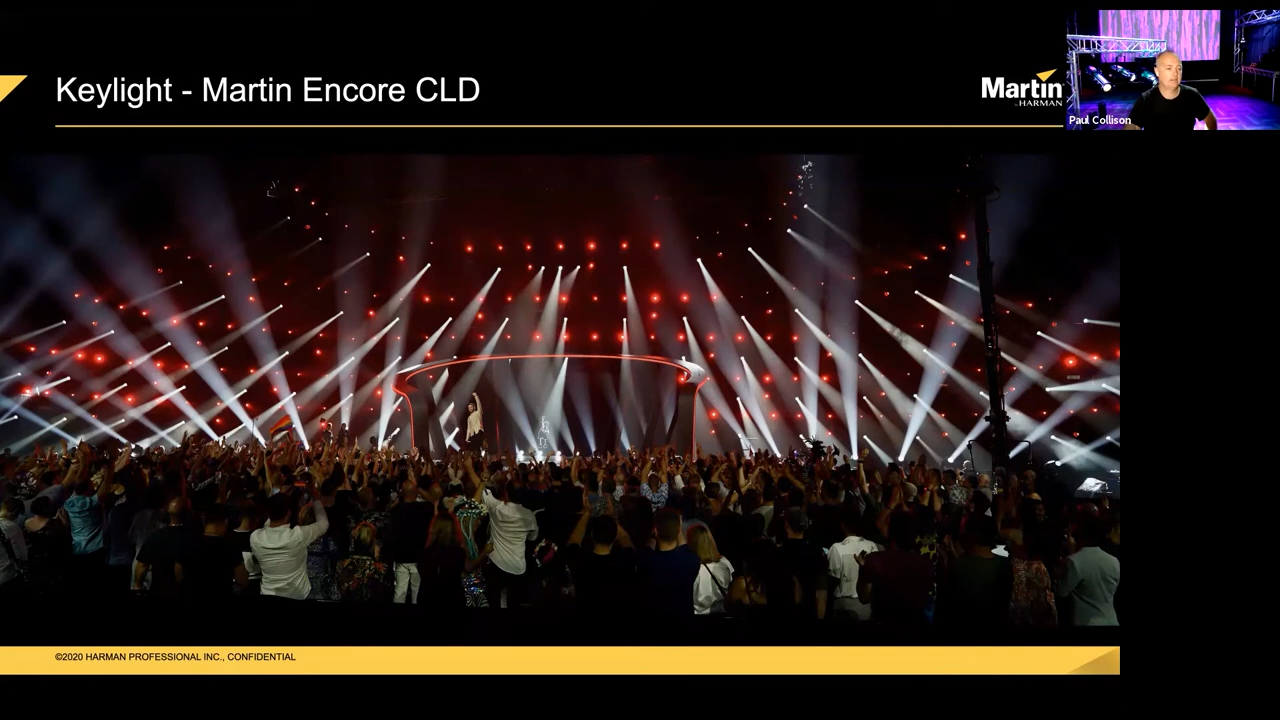 Keylight - Martin Encore CLD
Martin
by HARMAN
Paul Collison
©2020 HARMAN PROFESSIONAL INC., CONFIDENTIAL